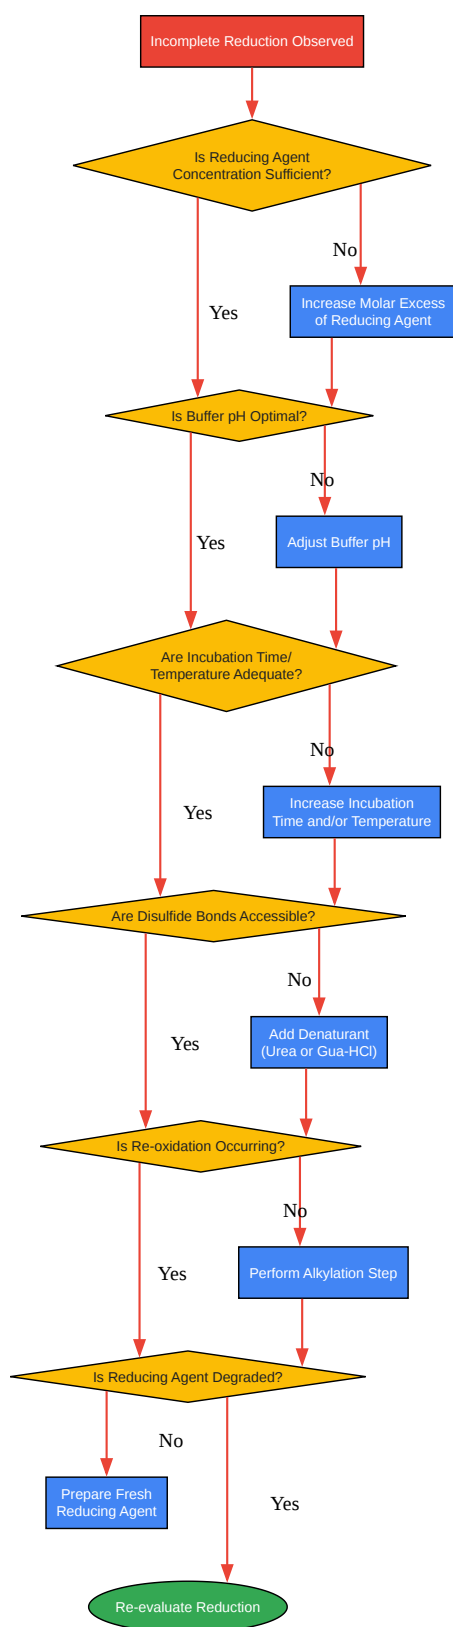 Incomplete Reduction Observed
Is Reducing Agent
Concentration Sufficient?
No
Increase Molar Excess
of Reducing Agent
Yes
Is Buffer pH Optimal?
No
Adjust Buffer pH
Yes
Are Incubation Time/
Temperature Adequate?
No
Increase Incubation
Time and/or Temperature
Yes
Are Disulfide Bonds Accessible?
No
Add Denaturant
(Urea or Gua-HCl)
Yes
Is Re-oxidation Occurring?
No
Perform Alkylation Step
Yes
Is Reducing Agent Degraded?
No
Prepare Fresh
Reducing Agent
Yes
Re-evaluate Reduction